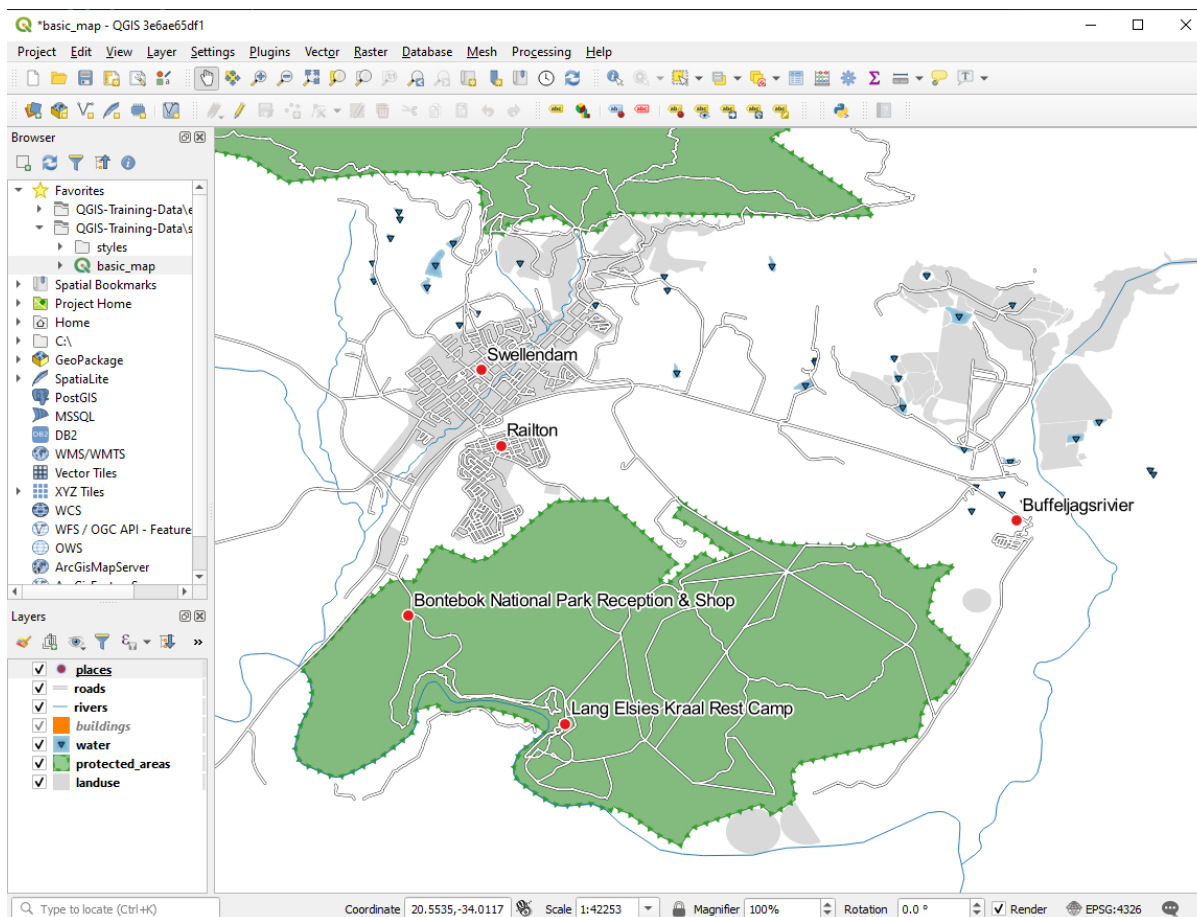 *basic_map - QGIS 3e6ae65df1
Project Edit View Layer Settings Plugins Vector Raster Database Mesh Processing Help
Browser
Favorites
QGIS-Training-Data\e
QGIS-Training-Data\s
styles
basic_map
Spatial Bookmarks
Project Home
Home
C:\
GeoPackage
SpatiaLite
PostGIS
MSSQL
DB2
WMS/WMTS
Vector Tiles
XYZ Tiles
WCS
WFS / OGC API - Feature
OWS
ArcGisMapServer
Layers
places
roads
rivers
buildings
water
protected_areas
landuse
Swellendam
Railton
Buffeljagsrivier
Bontebok National Park Reception & Shop
Lang Elsies Kraal Rest Camp
Type to locate (Ctrl+K) Coordinate 20.5535,-34.0117 Scale 1:42253 Magnifier 100% Rotation 0.0 ° Render EPSG:4326